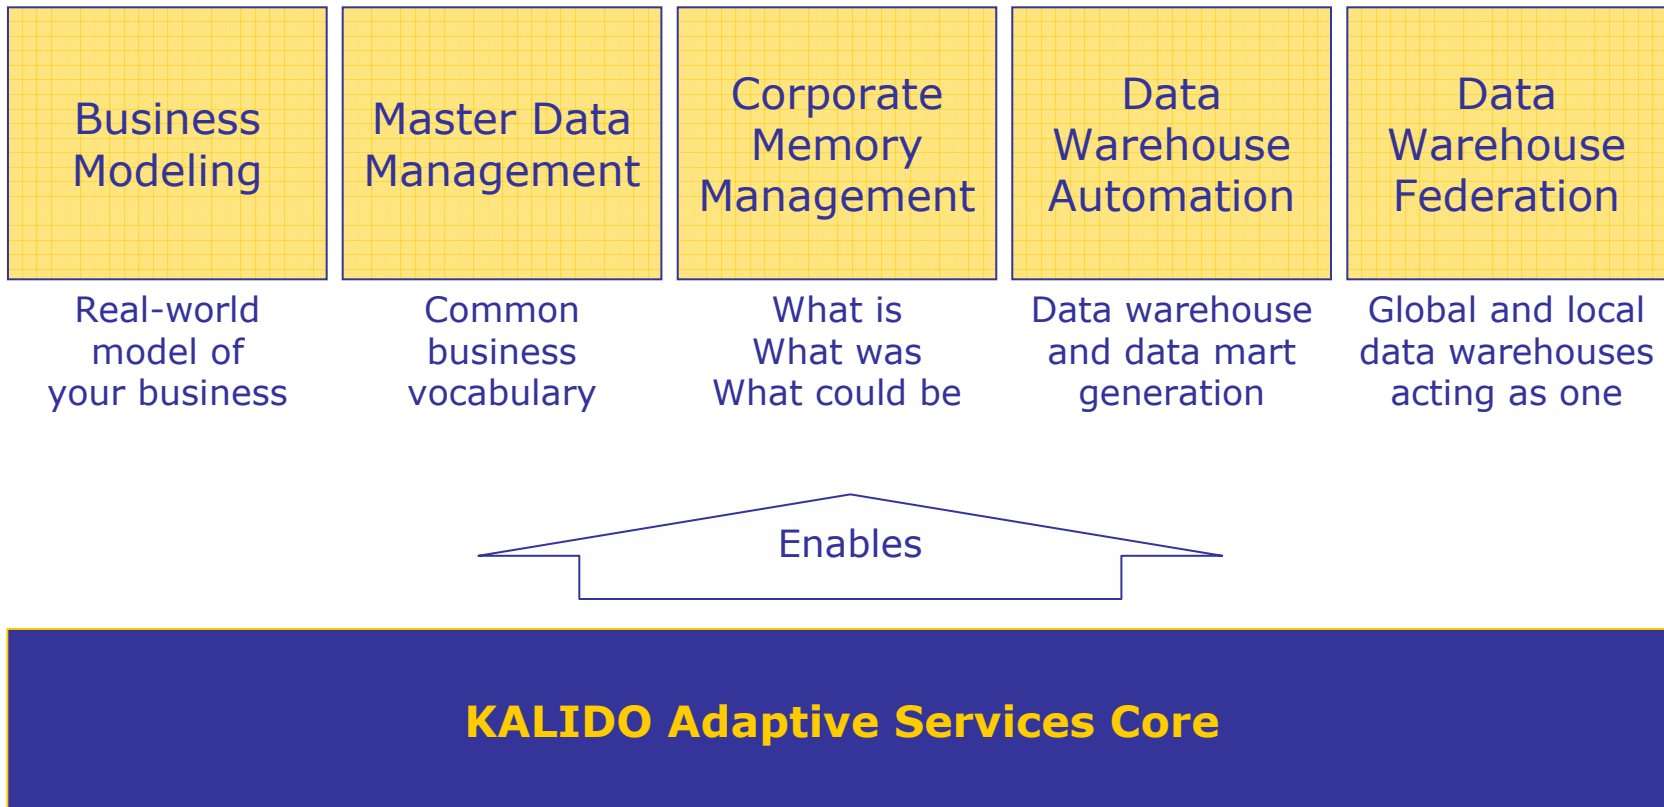 Business
Modeling
Master Data
Management
Corporate
Memory
Management
Data
Warehouse
Automation
Data
Warehouse
Federation
Real-world
model of
your business
Common
business
vocabulary
What is
What was
What could be
Data warehouse
and data mart
generation
Global and local
data warehouses
acting as one
Enables
KALIDO Adaptive Services Core